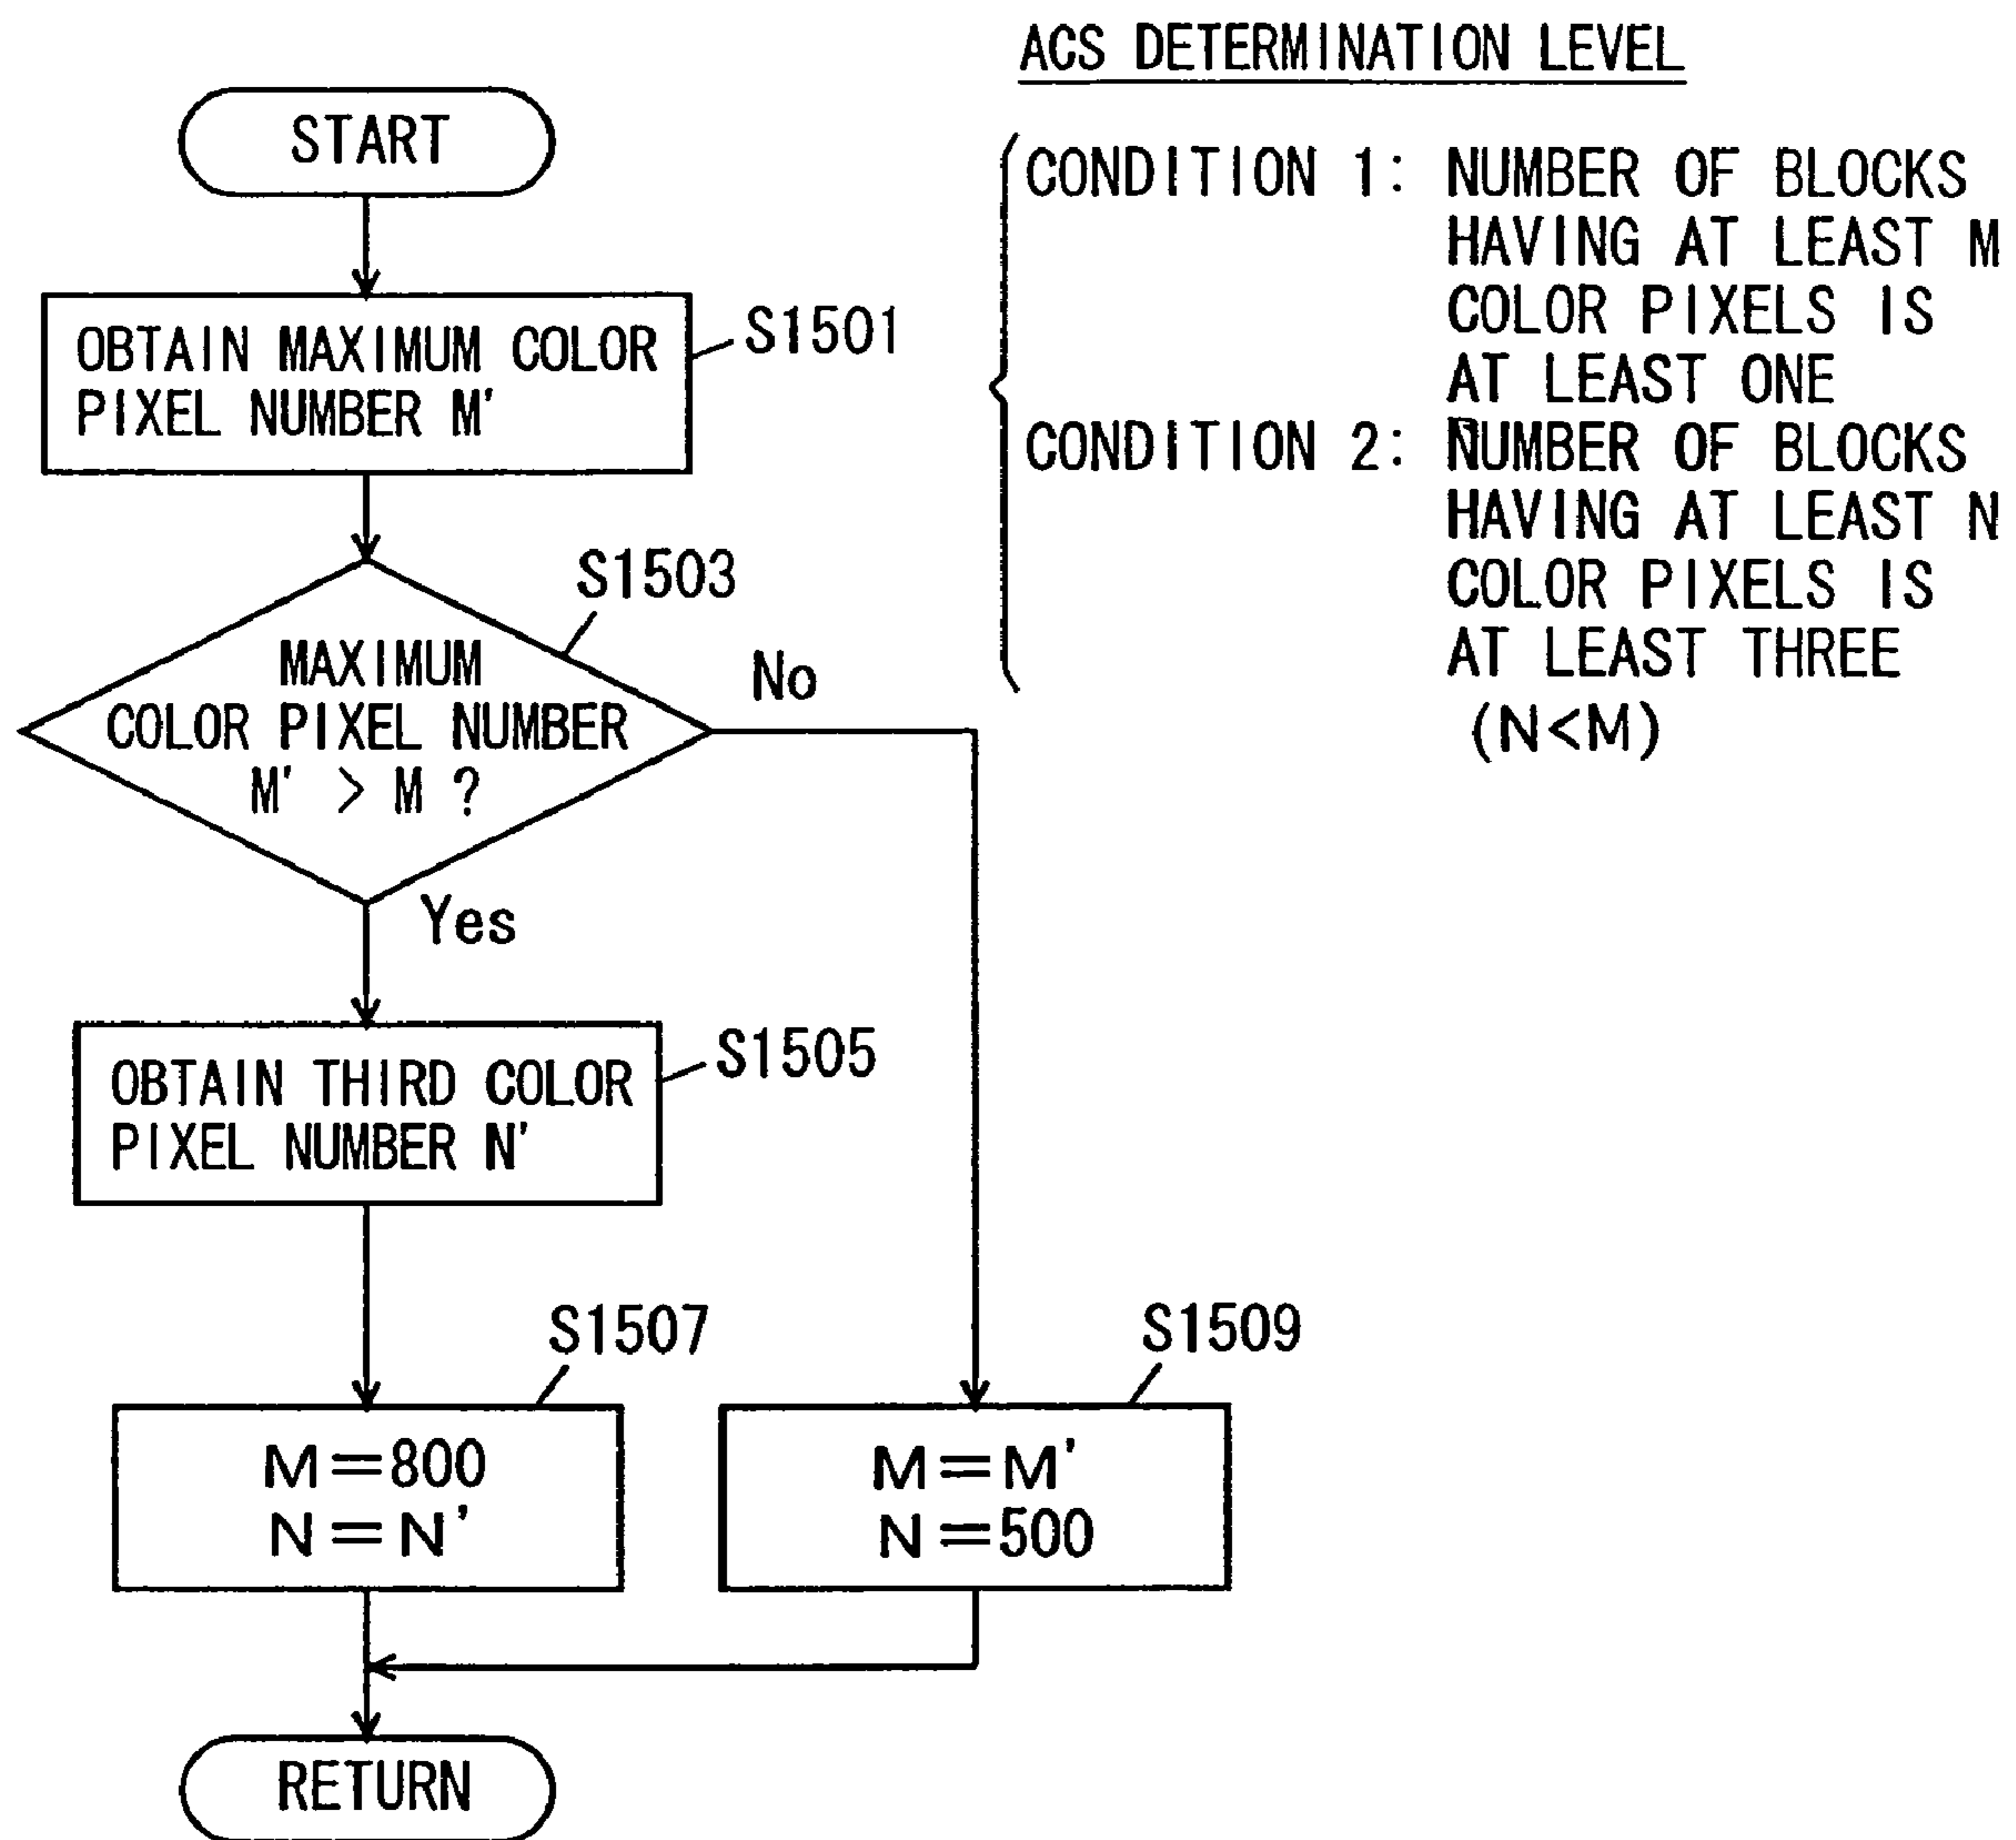 ACS DETERMINATION LEVEL
START
CONDITION 1: NUMBER OF BLOCKS
HAVING AT LEAST M
COLOR PIXELS IS
AT LEAST ONE
CONDITION 2: NUMBER OF BLOCKS
HAVING AT LEAST N
COLOR PIXELS IS
AT LEAST THREE
(N<M)
OBTAIN MAXIMUM COLOR
PIXEL NUMBER M'
S1501
S1503
MAXIMUM
COLOR PIXEL NUMBER
M' > M ?
No
Yes
OBTAIN THIRD COLOR
PIXEL NUMBER N'
S1505
S1507
M=800
N=N'
S1509
M=M'
N=500
RETURN